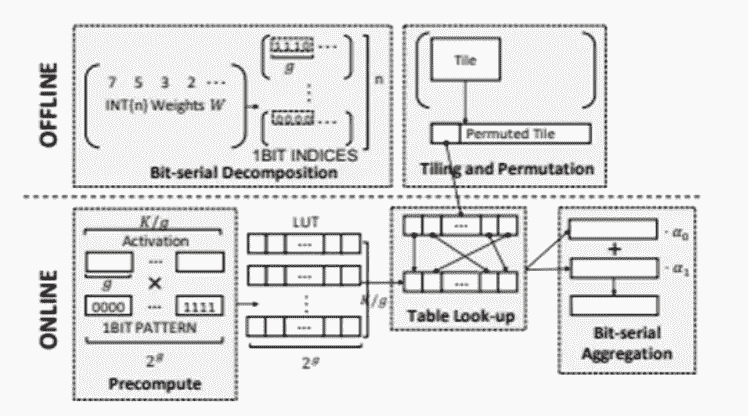 OFFLINE
7 5 3 2 ...
INT(n) Weights W
1110 ...
g
0000 ...
n
1BIT INDICES
Bit-serial Decomposition
Tile
Permuted Tile
Tiling and Permutation
ONLINE
K/g
Activation
...
g
×
0000 ... 1111
1BIT PATTERN
2^g
Precompute
LUT
...
...
...
K/g
2^g
...
...
Table Look-up
· α₀
+
· α₁
Bit-serial
Aggregation